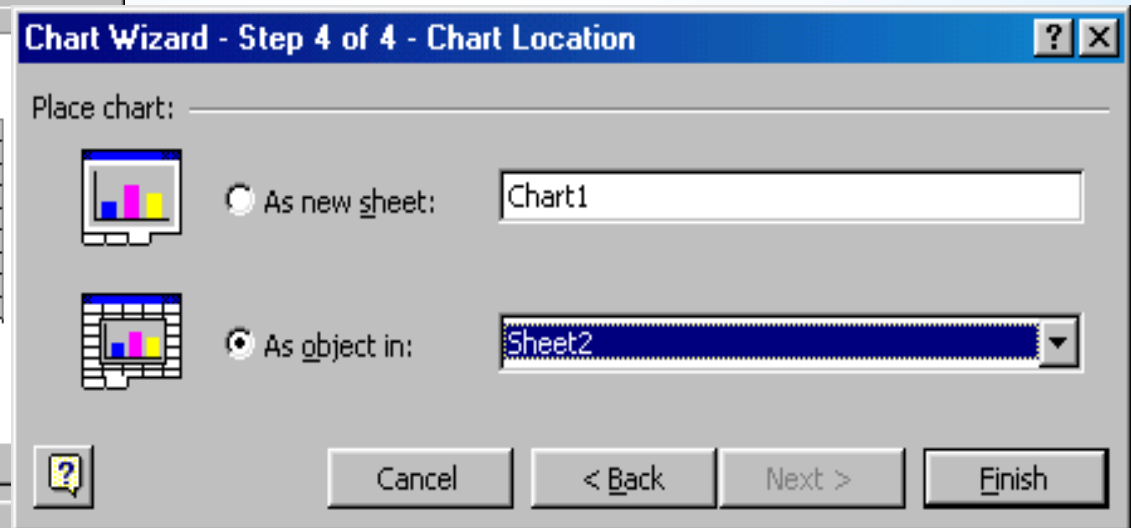 Chart Wizard - Step 4 of 4 - Chart Location
Place chart:
As new sheet: Chart1
As object in: Sheet2
Cancel < Back Next > Finish